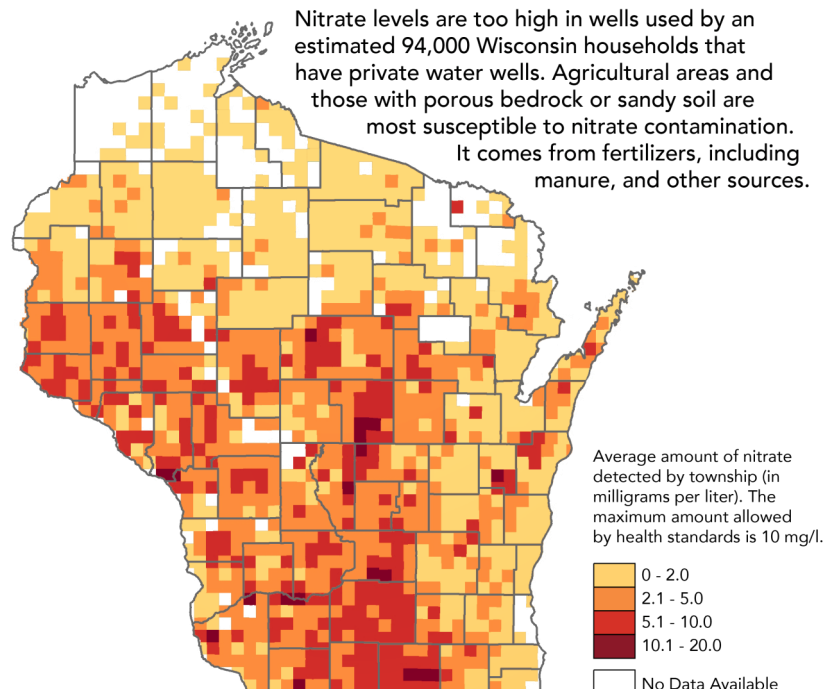 Nitrate levels are too high in wells used by an
estimated 94,000 Wisconsin households that
have private water wells. Agricultural areas and
those with porous bedrock or sandy soil are
most susceptible to nitrate contamination.
It comes from fertilizers, including
manure, and other sources.
Average amount of nitrate
detected by township (in
milligrams per liter). The
maximum amount allowed
by health standards is 10 mg/l.
0 - 2.0
2.1 - 5.0
5.1 - 10.0
10.1 - 20.0
No Data Available